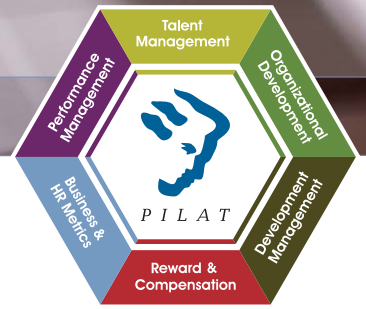 Talent
Management
Organizational
Development
Development
Management
Reward &
Compensation
Business &
HR Metrics
Performance
Management
PILAT